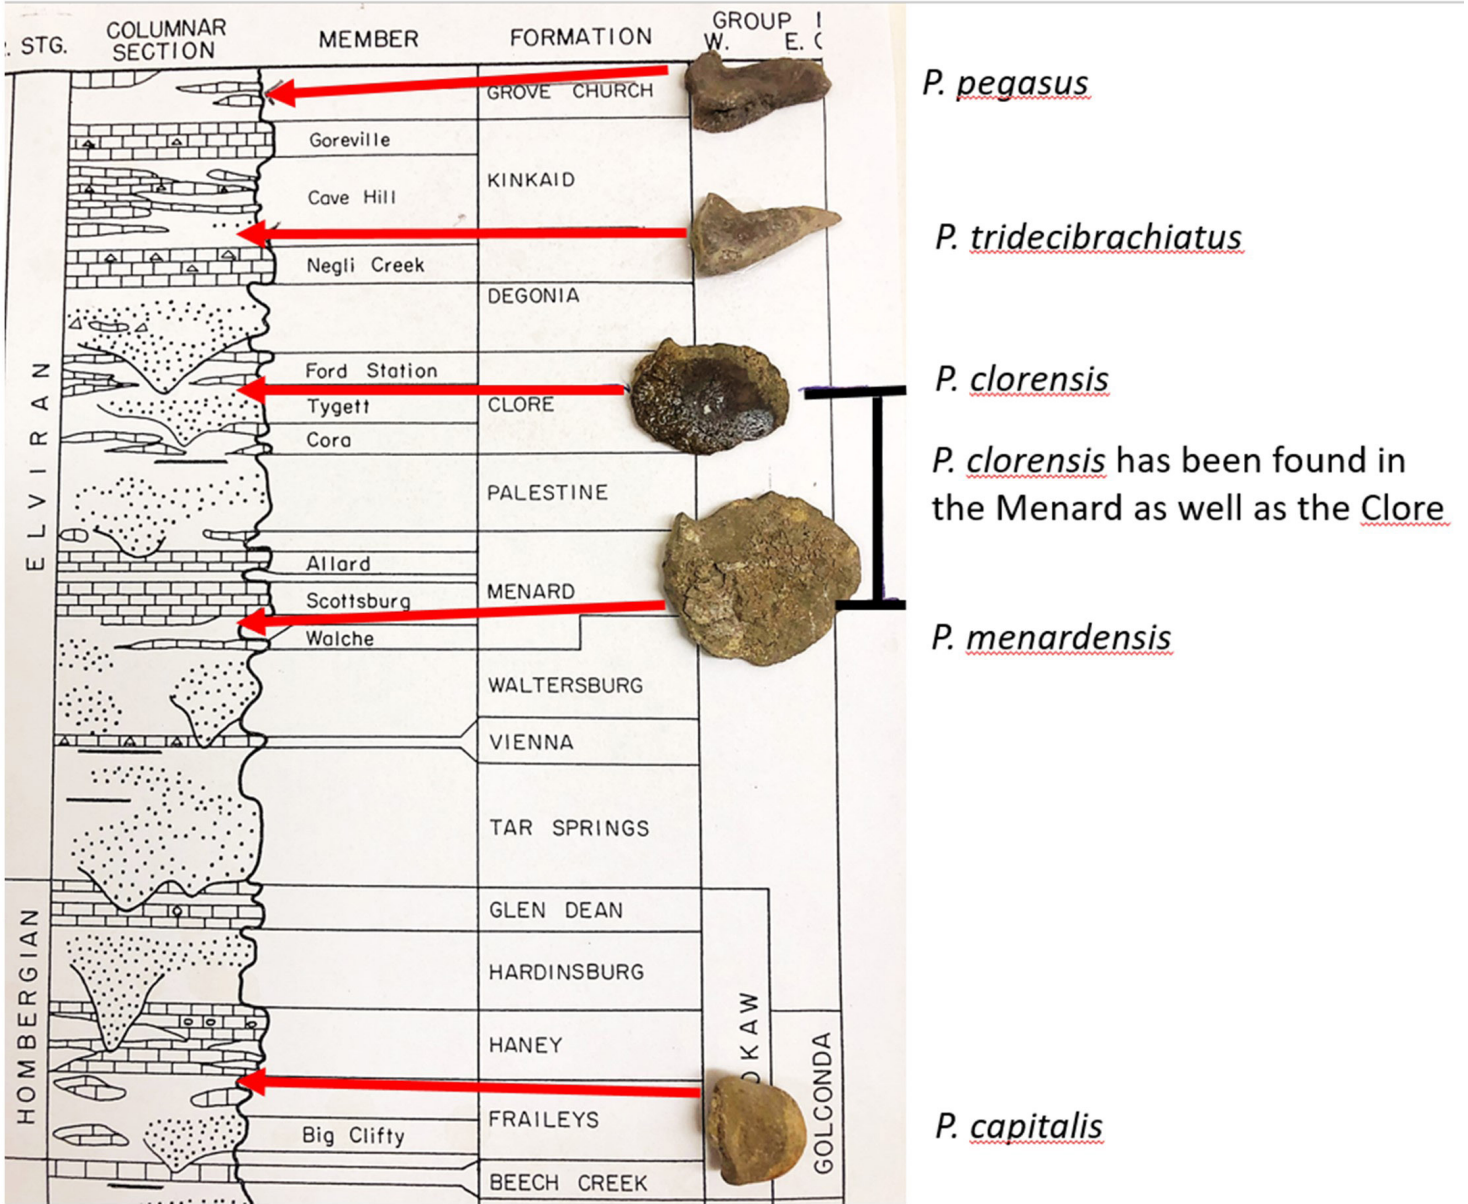 . STG.
COLUMNAR
SECTION
MEMBER
FORMATION
GROUP
W. E.
GROVE CHURCH
P. pegasus
Goreville
KINKAID
Cave Hill
P. tridecibrachiatus
Negli Creek
DEGONIA
ELVIRAN
Ford Station
P. clorensis
Tygett
CLORE
Cora
P. clorensis has been found in
the Menard as well as the Clore
PALESTINE
Allard
MENARD
Scottsburg
Walche
P. menardensis
WALTERSBURG
VIENNA
TAR SPRINGS
HOMBERGIAN
GLEN DEAN
HARDINSBURG
HANEY
OKAW
GOLCONDA
FRAILEYS
Big Clifty
P. capitalis
BEECH CREEK